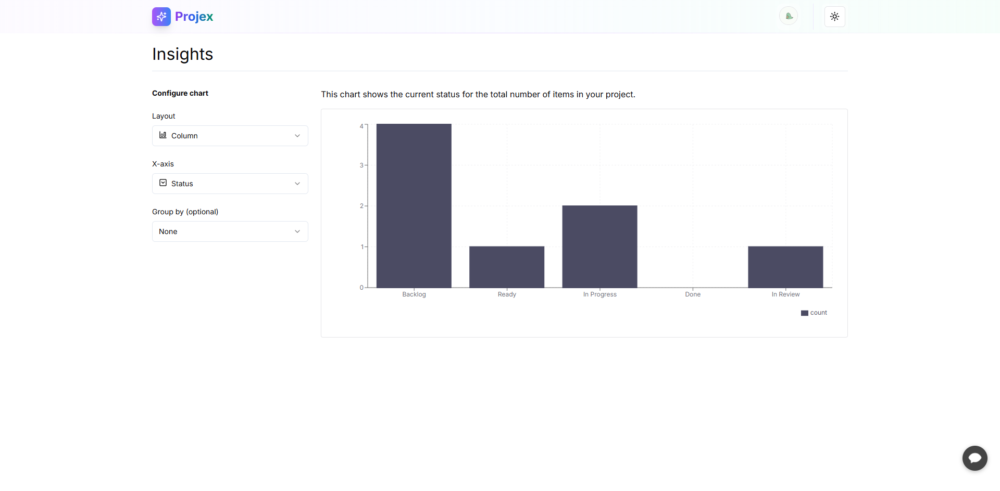 Projex
Insights
Configure chart
Layout
Column
X-axis
Status
Group by (optional)
None
This chart shows the current status for the total number of items in your project.
4
3
2
1
0
Backlog
Ready
In Progress
Done
In Review
count